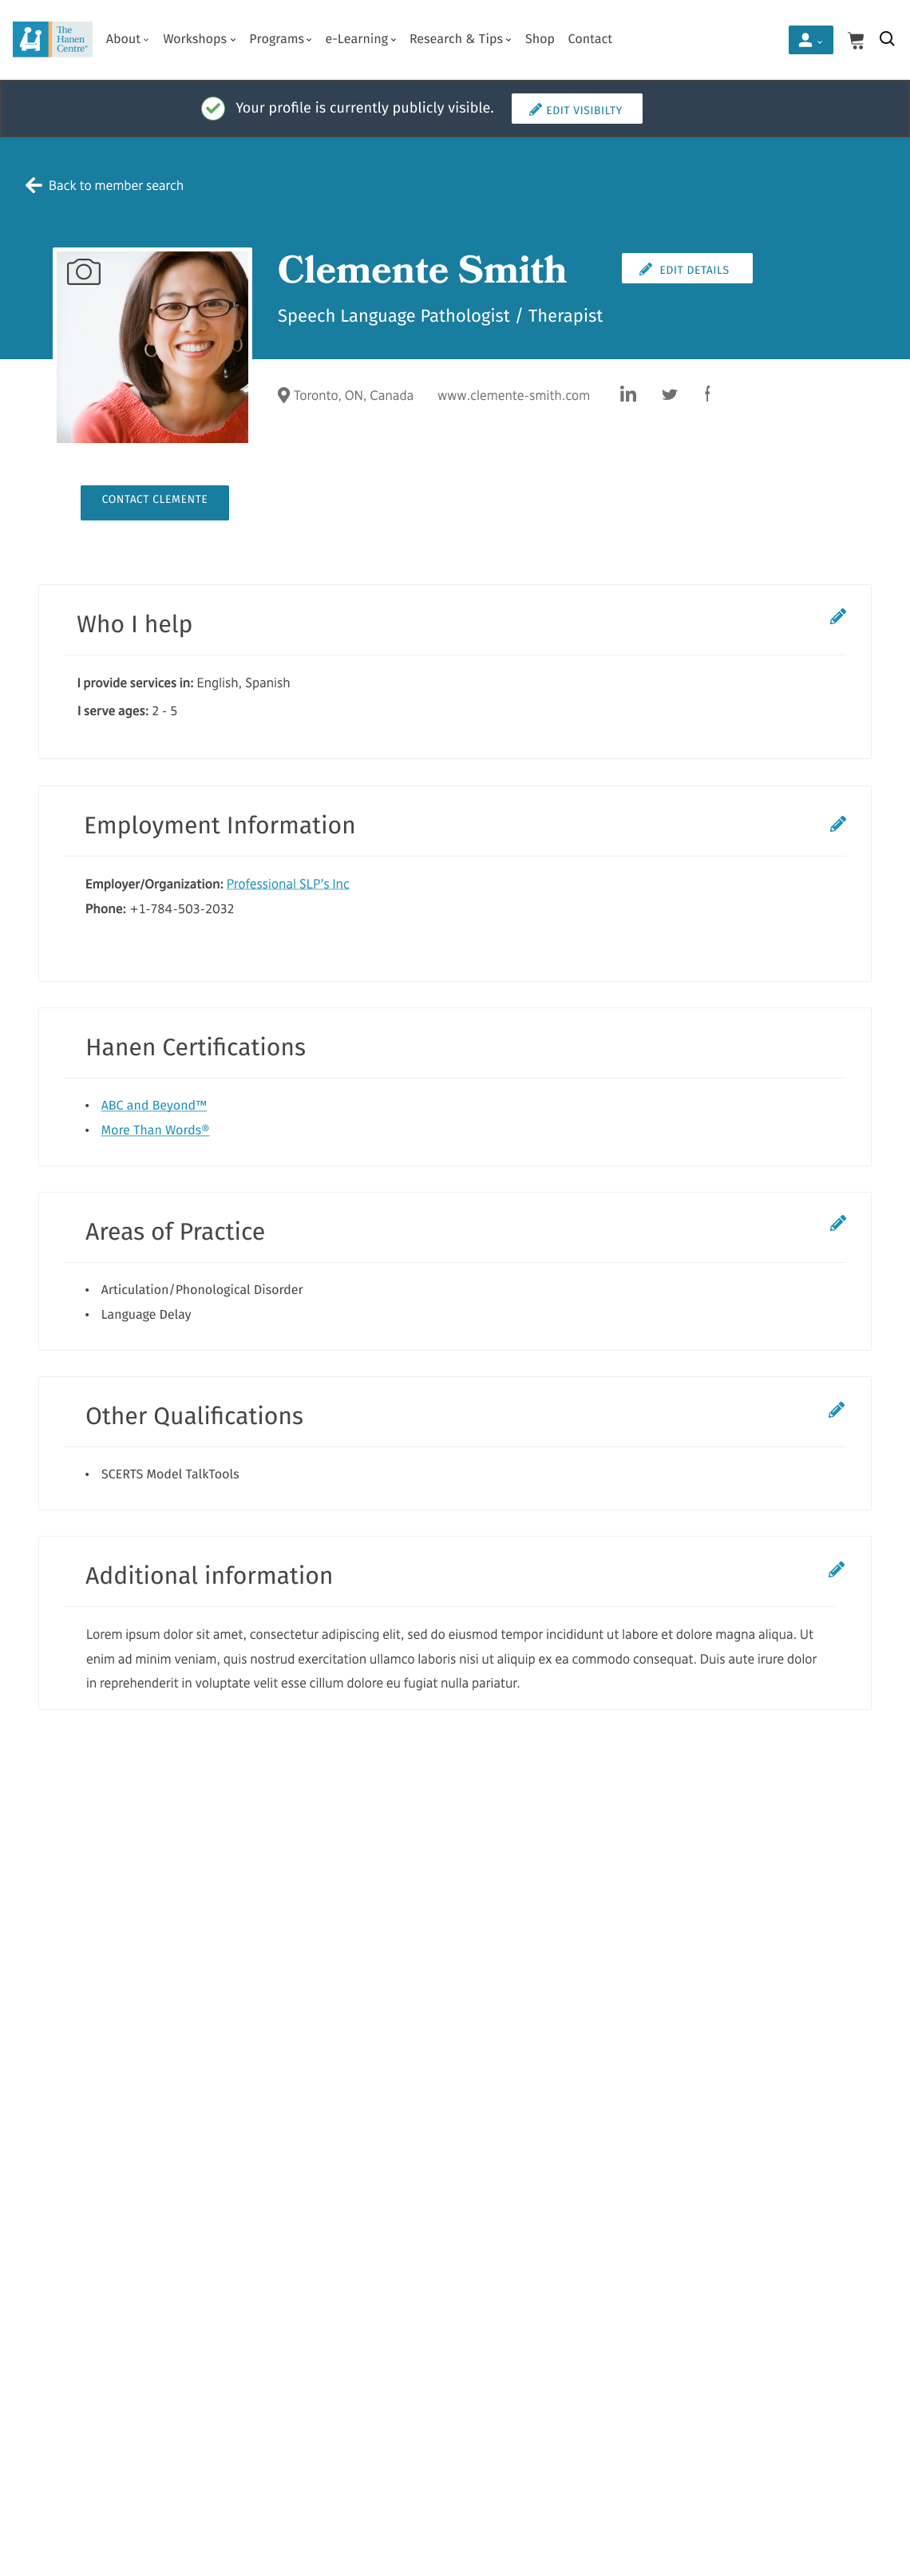 The
Hanen
Centre®
About Workshops Programs e-Learning Research & Tips Shop Contact
Your profile is currently publicly visible. EDIT VISIBILTY
Back to member search
Clemente Smith
EDIT DETAILS
Speech Language Pathologist / Therapist
Toronto, ON, Canada www.clemente-smith.com in f
CONTACT CLEMENTE
Who I help
I provide services in: English, Spanish
I serve ages: 2 - 5
Employment Information
Employer/Organization: Professional SLP's Inc
Phone: +1-784-503-2032
Hanen Certifications
• ABC and Beyond™
• More Than Words®
Areas of Practice
• Articulation/Phonological Disorder
• Language Delay
Other Qualifications
• SCERTS Model TalkTools
Additional information
Lorem ipsum dolor sit amet, consectetur adipiscing elit, sed do eiusmod tempor incididunt ut labore et dolore magna aliqua. Ut
enim ad minim veniam, quis nostrud exercitation ullamco laboris nisi ut aliquip ex ea commodo consequat. Duis aute irure dolor
in reprehenderit in voluptate velit esse cillum dolore eu fugiat nulla pariatur.